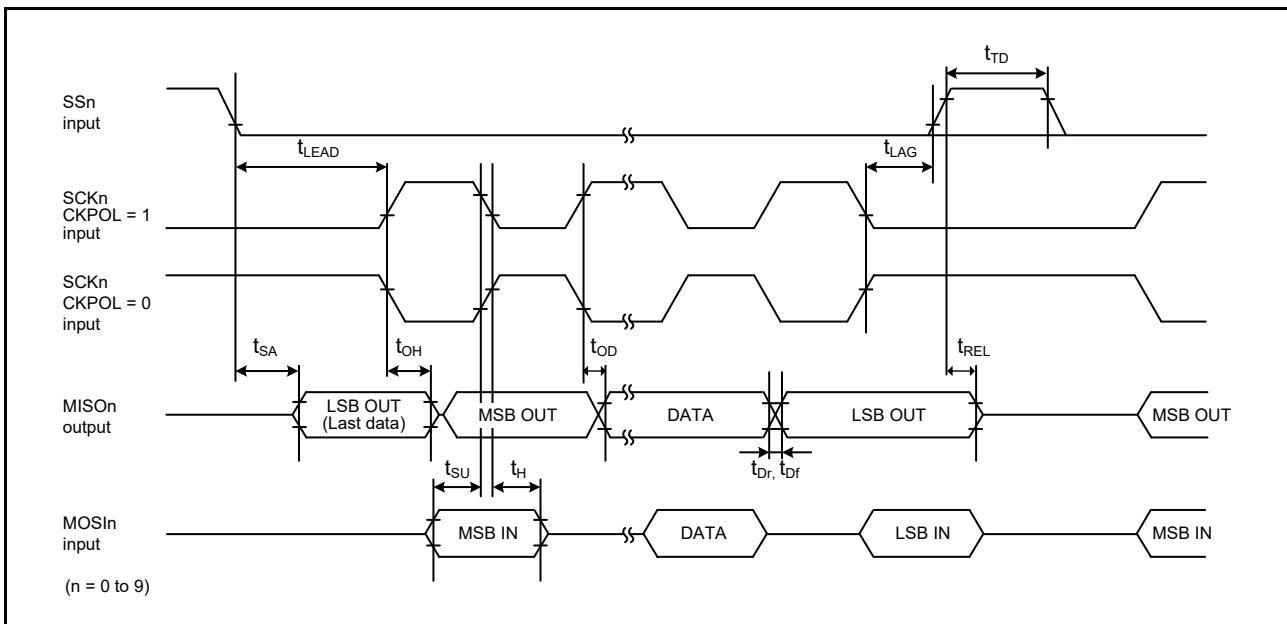 tTD
SSn
input
tLEAD
tLAG
SCKn
CKPOL = 1
input
SCKn
CKPOL = 0
input
tSA
tOH
tOD
tREL
MISOn
output
LSB OUT
(Last data)
MSB OUT
DATA
LSB OUT
MSB OUT
tSU
tH
tDr, tDf
MOSIn
input
MSB IN
DATA
LSB IN
MSB IN
(n = 0 to 9)